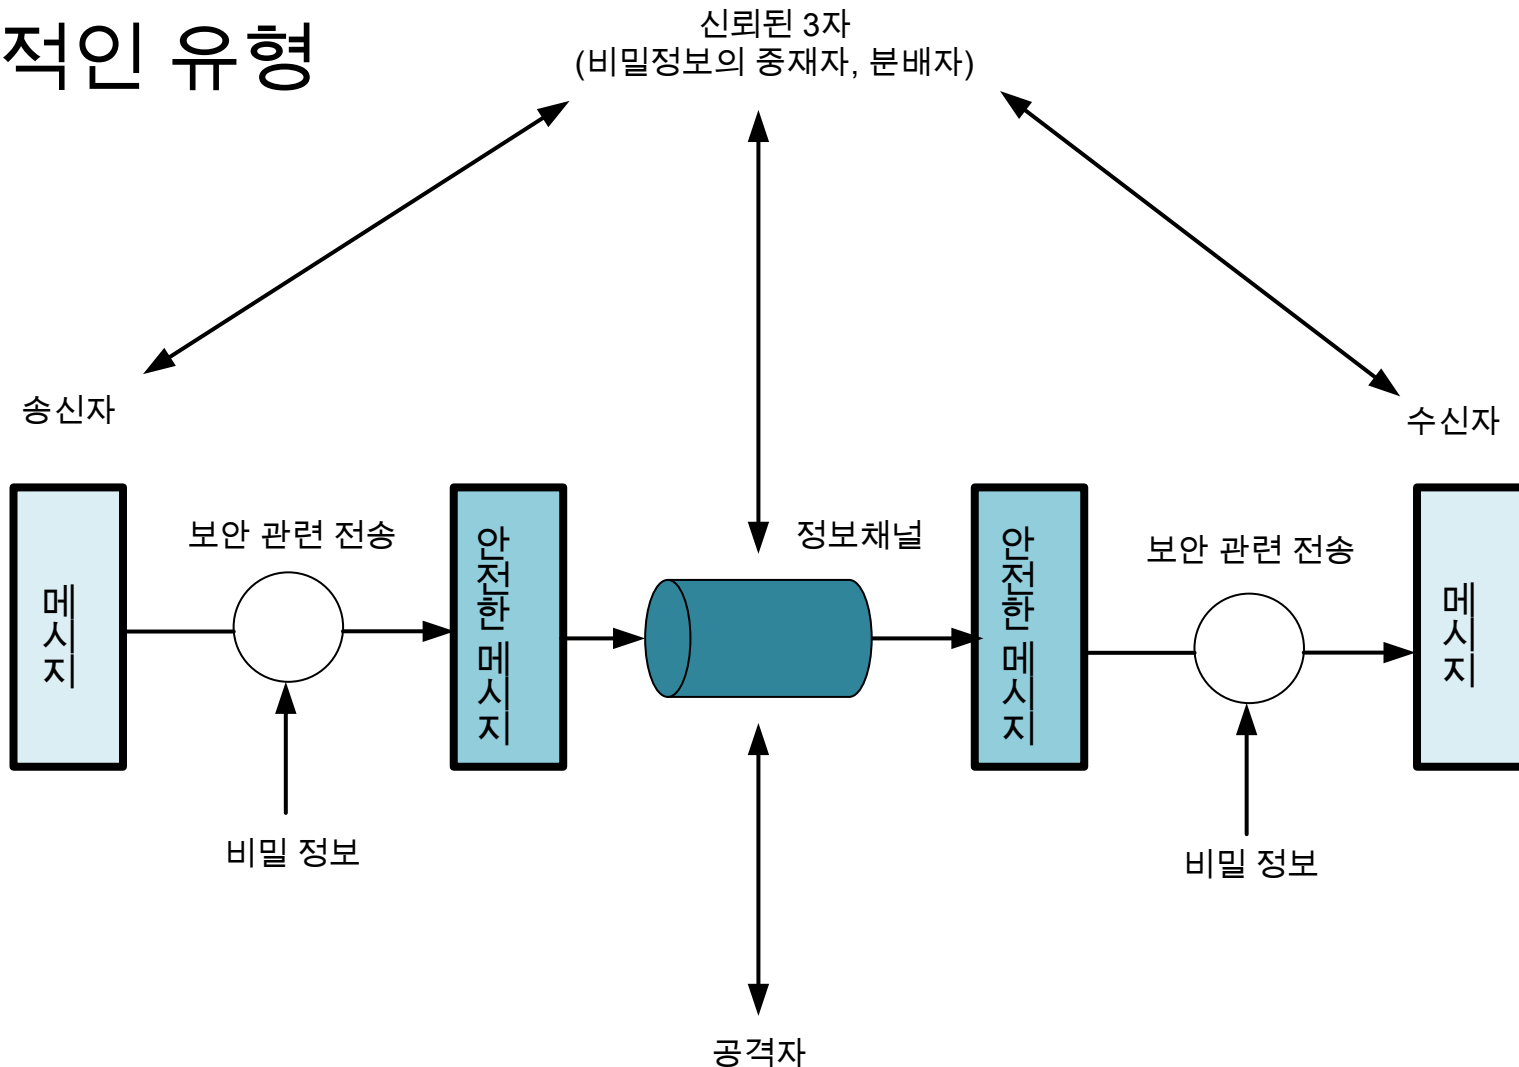 적인 유형
신뢰된 3자
(비밀정보의 중재자, 분배자)
송신자
수신자
메시지
보안 관련 전송
안전한 메시지
정보채널
안전한 메시지
보안 관련 전송
메시지
비밀 정보
비밀 정보
공격자